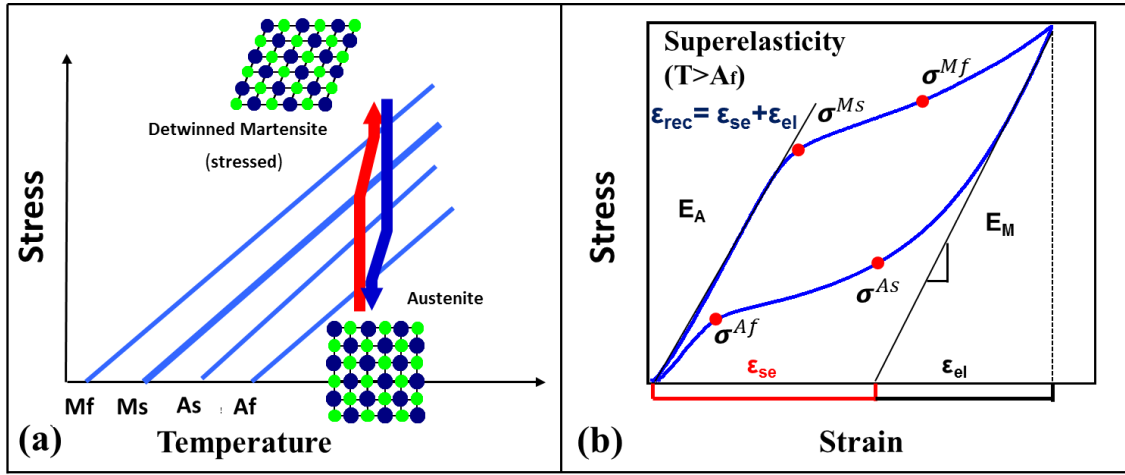 Stress
Detwinned Martensite
(stressed)
Austenite
Mf Ms As Af
(a) Temperature
Superelasticity
(T>Af)
εrec= εse+εel
σMs
σMf
EA
EM
σAs
σAf
εse
εel
Stress
(b) Strain